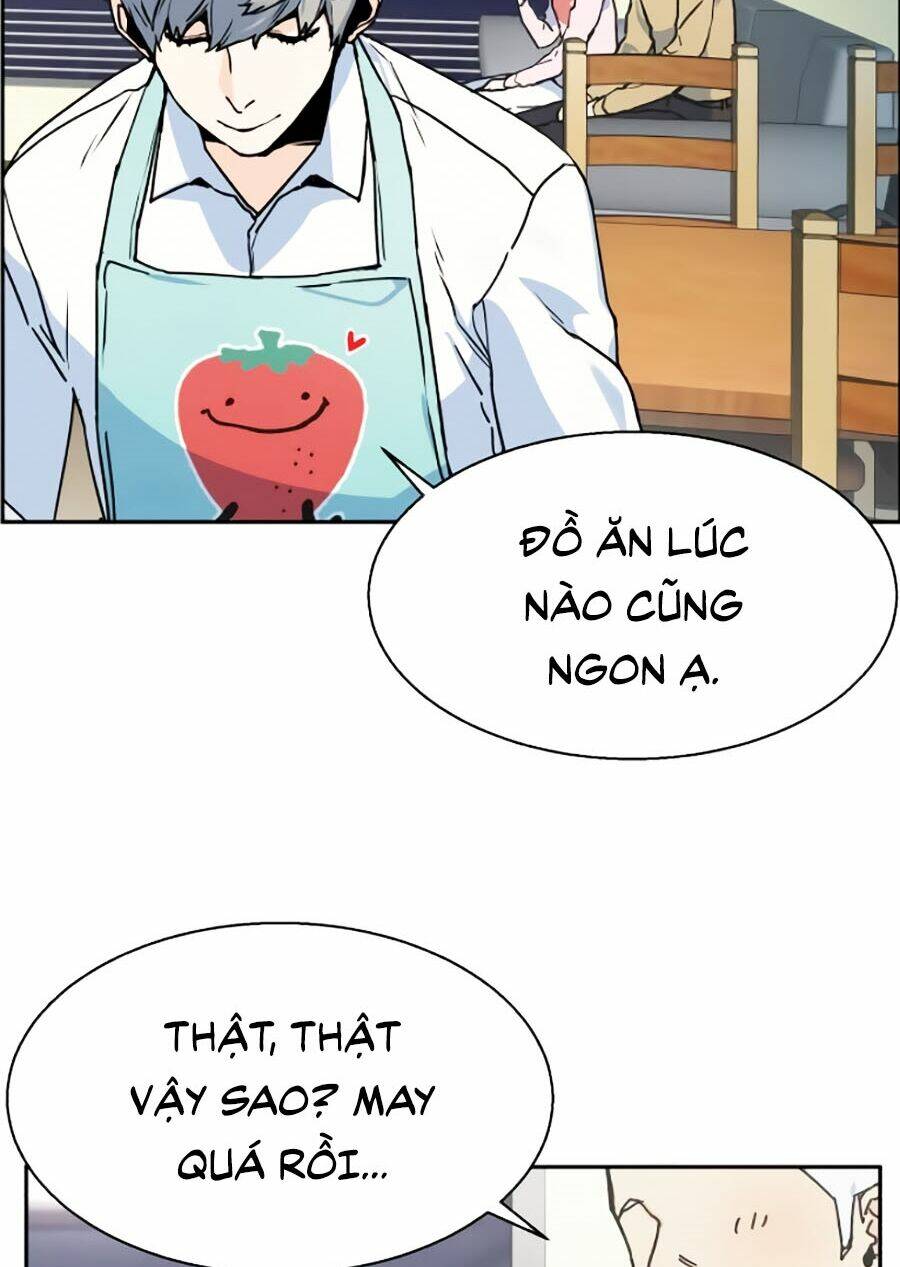 ĐỒ ĂN LÚC
NÀO CŨNG
NGON Ạ.
THẬT, THẬT
VẬY SAO? MAY
QUÁ RỒI...